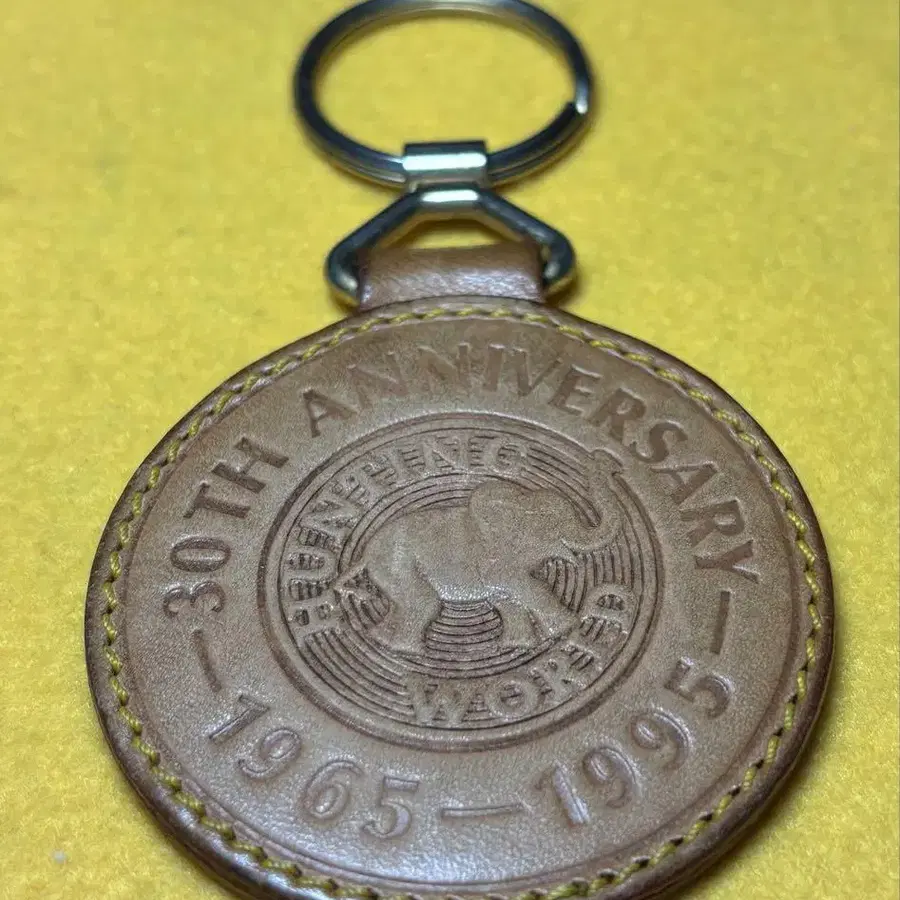 30TH ANNIVERSARY
HUNTING
WORLD
— 1965 — 1995 —